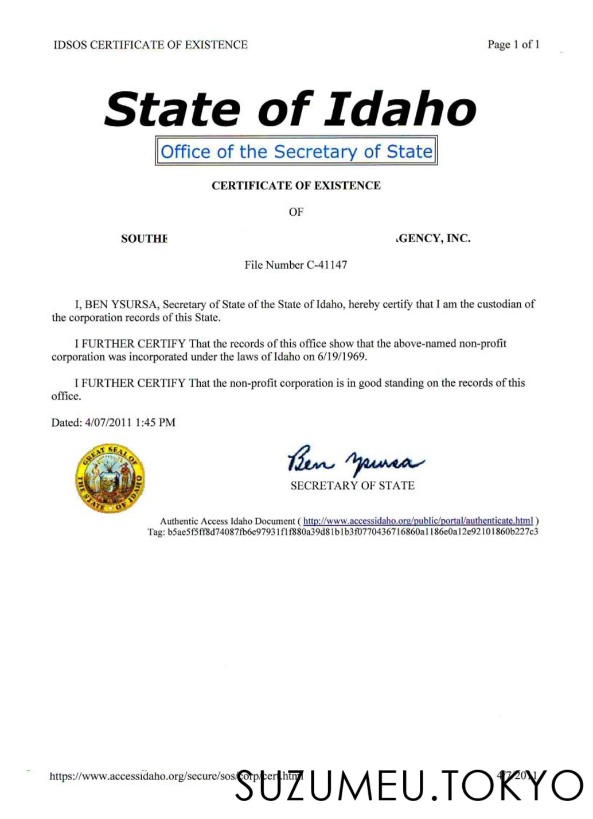 IDSOS CERTIFICATE OF EXISTENCE
Page 1 of 1
State of Idaho
Office of the Secretary of State
CERTIFICATE OF EXISTENCE
OF
GENCY, INC.
File Number C-41147
I, BEN YSURSA, Secretary of State of the State of Idaho, hereby certify that I am the custodian of
the corporation records of this State.
I FURTHER CERTIFY That the records of this office show that the above-named non-profit
corporation was incorporated under the laws of Idaho on 6/19/1969.
I FURTHER CERTIFY That the non-profit corporation is in good standing on the records of this
office.
Dated: 4/07/2011 1:45 PM
GREAT SEAL OF
THE STATE OF IDAHO
Ben Ysursa
SECRETARY OF STATE
Authentic Access Idaho Document ( http://www.accessidaho.org/public/portal/authenticate.html )
Tag: b5ae5f5ff8d74087fb6e97931f1f880a39d81b1b3f0770436716860a1186e0a12e92101860b227c3
https://www.accessidaho.org/secure/sos/corp/cert.html
4/7/2011
SUZUMEU.TOKYO